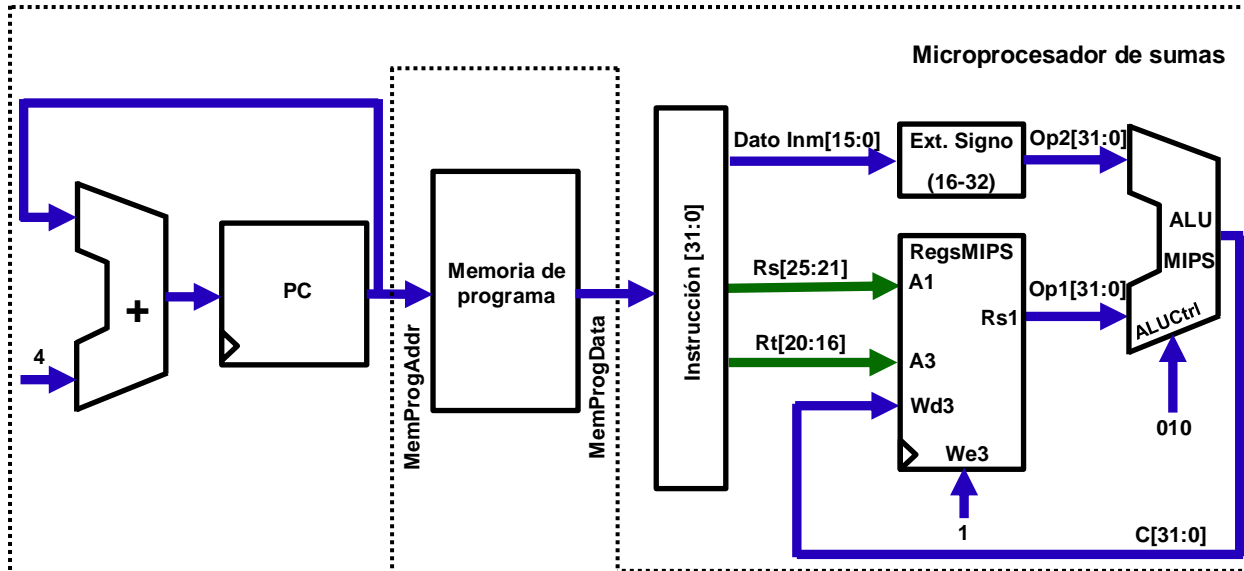 Microprocesador de sumas
4
+
PC
MemProgAddr
Memoria de
programa
MemProgData
Instrucción [31:0]
Dato Inm[15:0]
Rs[25:21]
Rt[20:16]
Ext. Signo
(16-32)
Op2[31:0]
RegsMIPS
A1
Rs1
A3
Wd3
We3
1
Op1[31:0]
ALU
MIPS
ALUCtrl
010
C[31:0]